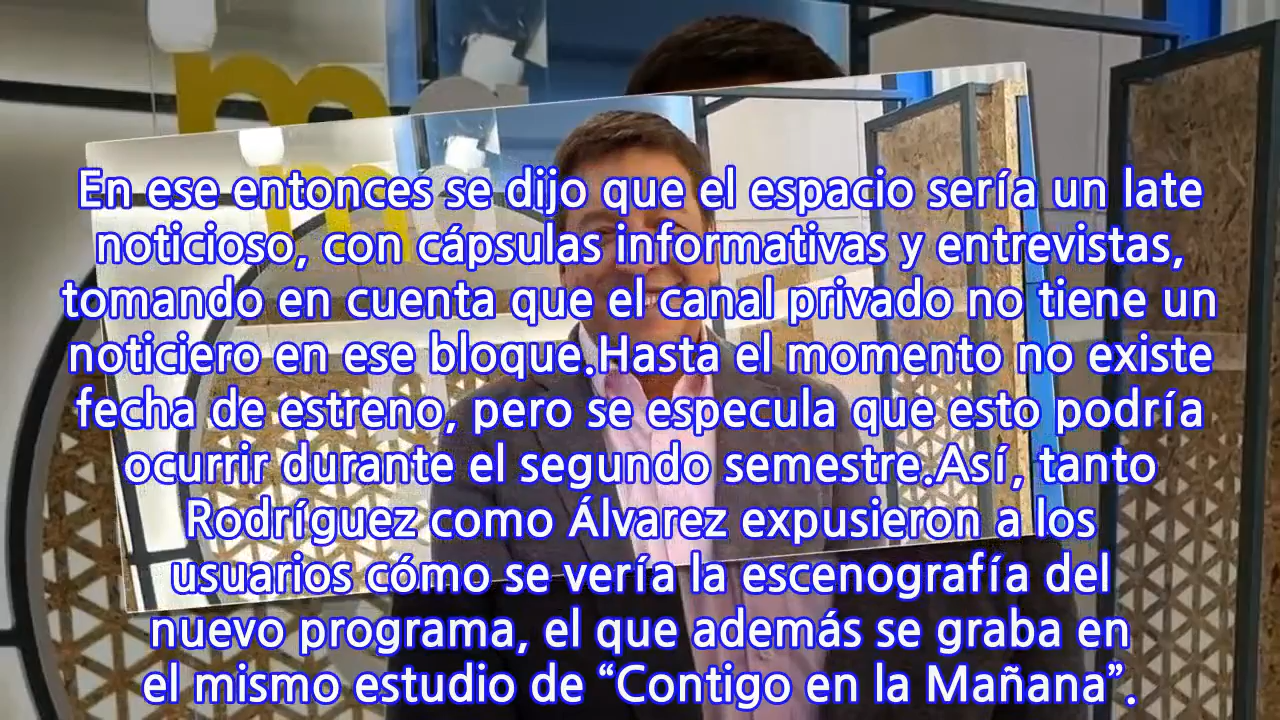 En ese entonces se dijo que el espacio sería un late
noticioso, con cápsulas informativas y entrevistas,
tomando en cuenta que el canal privado no tiene un
noticiero en ese bloque.Hasta el momento no existe
fecha de estreno, pero se especula que esto podría
ocurrir durante el segundo semestre.Así, tanto
Rodríguez como Álvarez expusieron a los
usuarios cómo se vería la escenografía del
nuevo programa, el que además se graba en
el mismo estudio de “Contigo en la Mañana”.